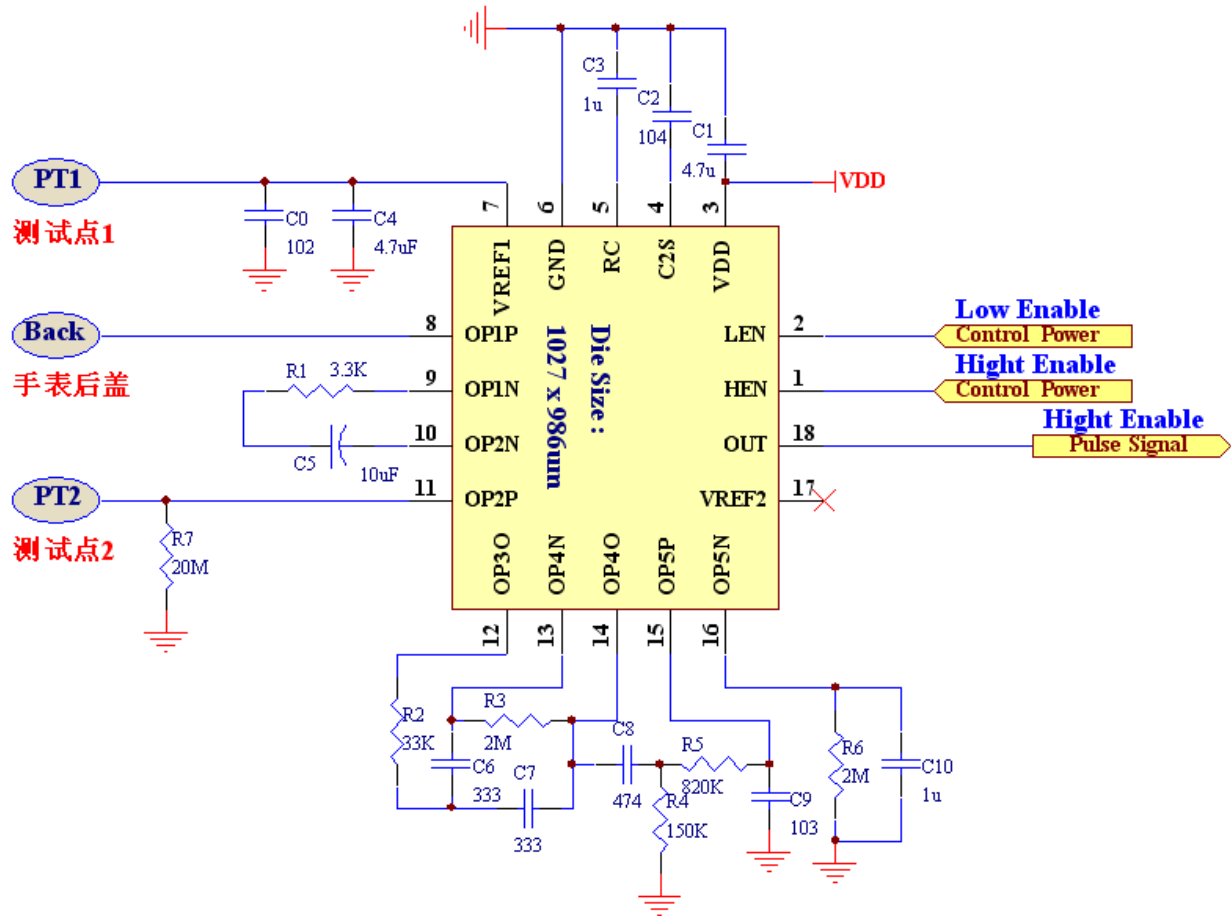 C3
1u
C2
104
C1
4.7u
VDD
PT1
测试点1
C0
102
C4
4.7uF
7
6
5
4
3
VREF1
GND
RC
C2S
VDD
Back
手表后盖
8
OP1P
R1
3.3K
9
OP1N
C5
10uF
10
OP2N
PT2
测试点2
11
OP2P
R7
20M
Die Size :
1027 x 986um
LEN
2
Low Enable
Control Power
HEN
1
Hight Enable
Control Power
OUT
18
Hight Enable
Pulse Signal
VREF2
17
OP3O
OP4N
OP4O
OP5P
OP5N
12
13
14
15
16
R2
33K
R3
2M
C6
333
C7
333
C8
474
R4
150K
R5
820K
C9
103
R6
2M
C10
1u